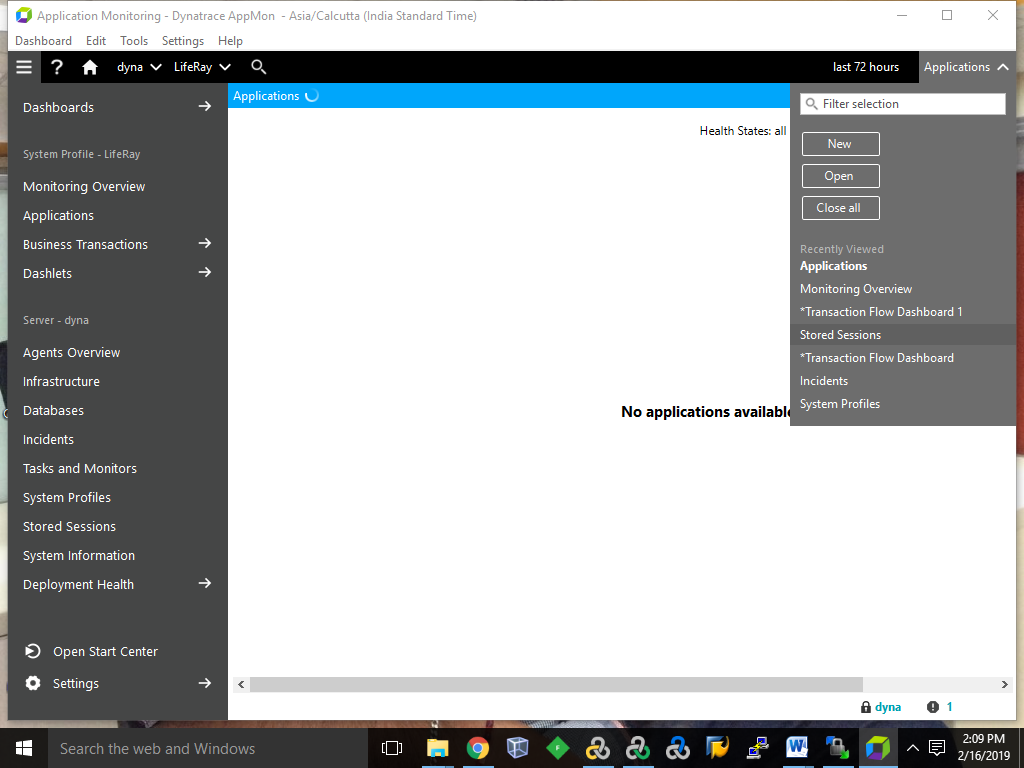 Application Monitoring - Dynatrace AppMon - Asia/Calcutta (India Standard Time)
Dashboard Edit Tools Settings Help
? dyna LifeRay last 72 hours Applications
Applications
Filter selection
Health States: all
New
Open
Close all
Recently Viewed
Applications
Monitoring Overview
*Transaction Flow Dashboard 1
Stored Sessions
*Transaction Flow Dashboard
Incidents
System Profiles
Dashboards
System Profile - LifeRay
Monitoring Overview
Applications
Business Transactions
Dashlets
Server - dyna
Agents Overview
Infrastructure
Databases
Incidents
Tasks and Monitors
System Profiles
Stored Sessions
System Information
Deployment Health
Open Start Center
Settings
No applications available
dyna 1
Search the web and Windows
2:09 PM
2/16/2019